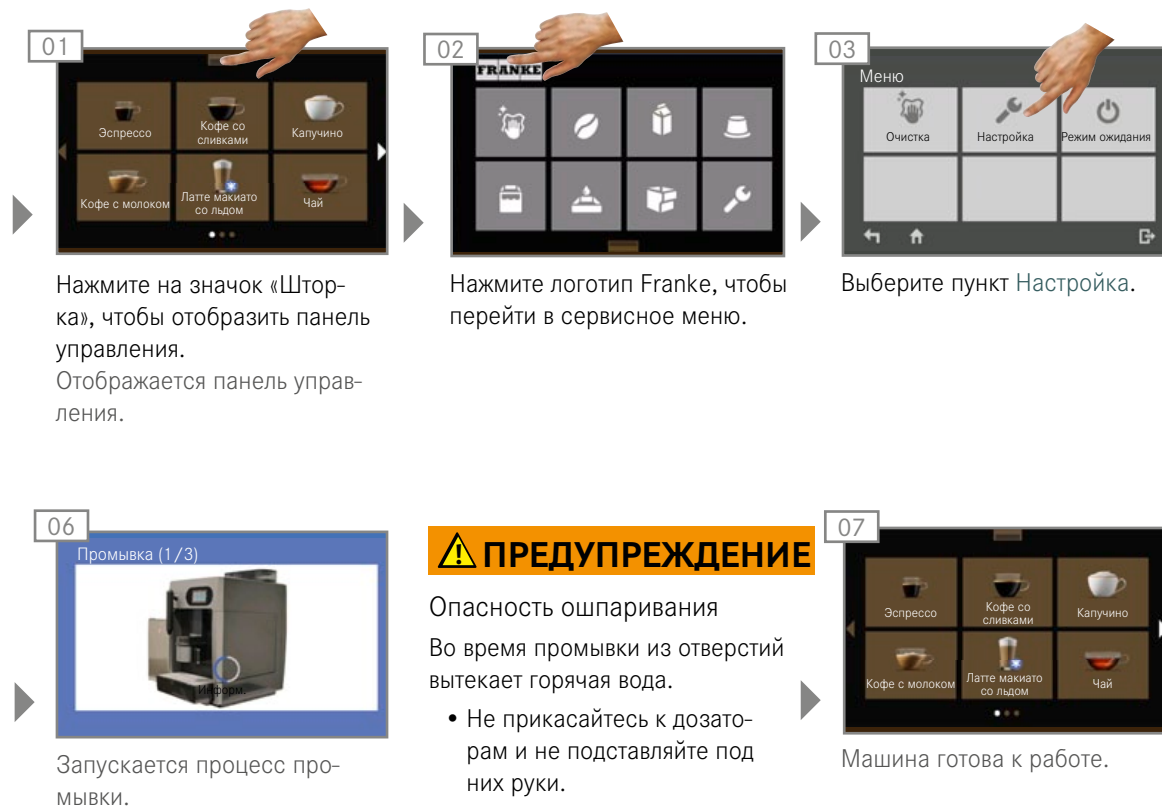 01
Эспрессо
Кофе со
сливками
Капучино
Кофе с молоком
Латте макиато
со льдом
Чай
Нажмите на значок «Штор-
ка», чтобы отобразить панель
управления.
Отображается панель управ-
ления.
02
FRANKE
Нажмите логотип Franke, чтобы
перейти в сервисное меню.
03
Меню
Очистка
Настройка
Режим ожидания
Выберите пункт Настройка.
06
Промывка (1/3)
Информ.
Запускается процесс про-
мывки.
ПРЕДУПРЕЖДЕНИЕ
Опасность ошпаривания
Во время промывки из отверстий
вытекает горячая вода.
• Не прикасайтесь к дозато-
рам и не подставляйте под
них руки.
07
Эспрессо
Кофе со
сливками
Капучино
Кофе с молоком
Латте макиато
со льдом
Чай
Машина готова к работе.